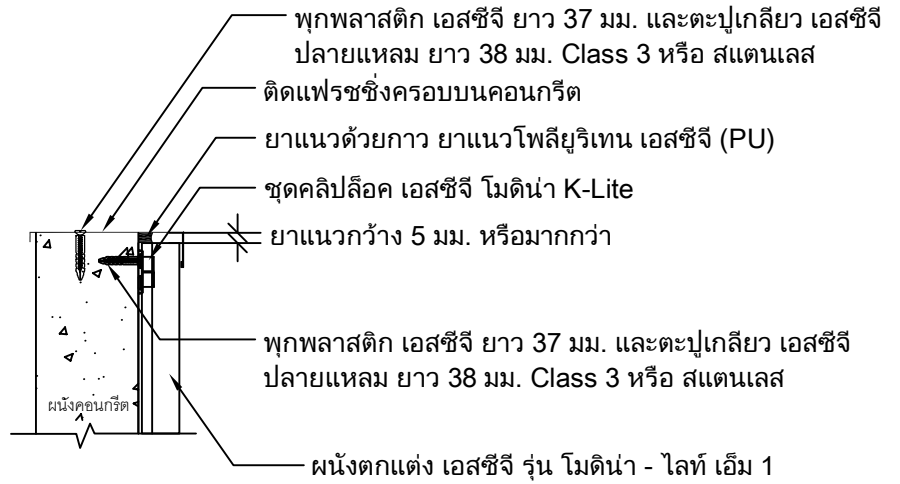 พุกพลาสติก เอสซีจี ยาว 37 มม. และตะปูเกลียว เอสซีจี
ปลายแหลม ยาว 38 มม. Class 3 หรือ สแตนเลส
ติดแฟรชชิ่งครอบบนคอนกรีต
ยาแนวด้วยกาว ยาแนวโพลียูริเทน เอสซีจี (PU)
ชุดคลิปล็อค เอสซีจี โมดิน่า K-Lite
ยาแนวกว้าง 5 มม. หรือมากกว่า
พุกพลาสติก เอสซีจี ยาว 37 มม. และตะปูเกลียว เอสซีจี
ปลายแหลม ยาว 38 มม. Class 3 หรือ สแตนเลส
ผนังคอนกรีต
ผนังตกแต่ง เอสซีจี รุ่น โมดิน่า - ไลท์ เอ็ม 1